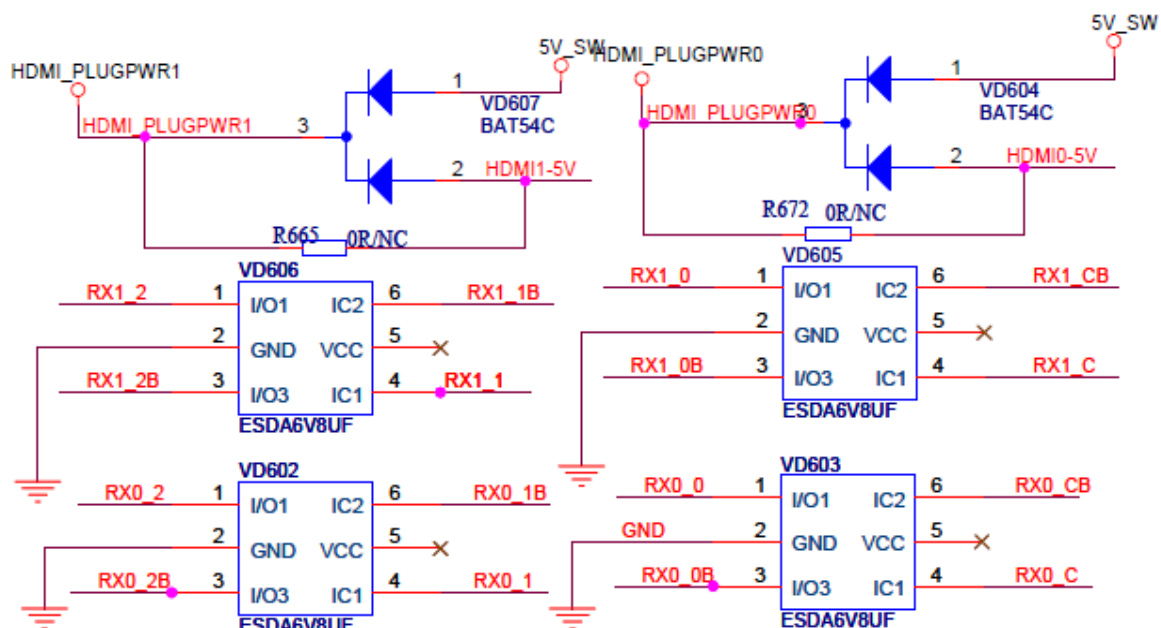 5V_SW
HDMI_PLUGPWR1
1
VD607
BAT54C
HDMI_PLUGPWR1
3
2
HDMI1-5V
R665
0R/NC
5V_SW
HDMI_PLUGPWR0
1
VD604
BAT54C
HDMI_PLUGPWR0
3
2
HDMI0-5V
R672
0R/NC
VD606
RX1_2
1
I/O1
IC2
6
RX1_1B
2
GND
VCC
5
RX1_2B
3
I/O3
IC1
4
RX1_1
ESDA6V8UF
VD605
RX1_0
1
I/O1
IC2
6
RX1_CB
2
GND
VCC
5
RX1_0B
3
I/O3
IC1
4
RX1_C
ESDA6V8UF
VD602
RX0_2
1
I/O1
IC2
6
RX0_1B
2
GND
VCC
5
RX0_2B
3
I/O3
IC1
4
RX0_1
ESDA6V8UF
VD603
RX0_0
1
I/O1
IC2
6
RX0_CB
GND
2
GND
VCC
5
RX0_0B
3
I/O3
IC1
4
RX0_C
ESDA6V8UF